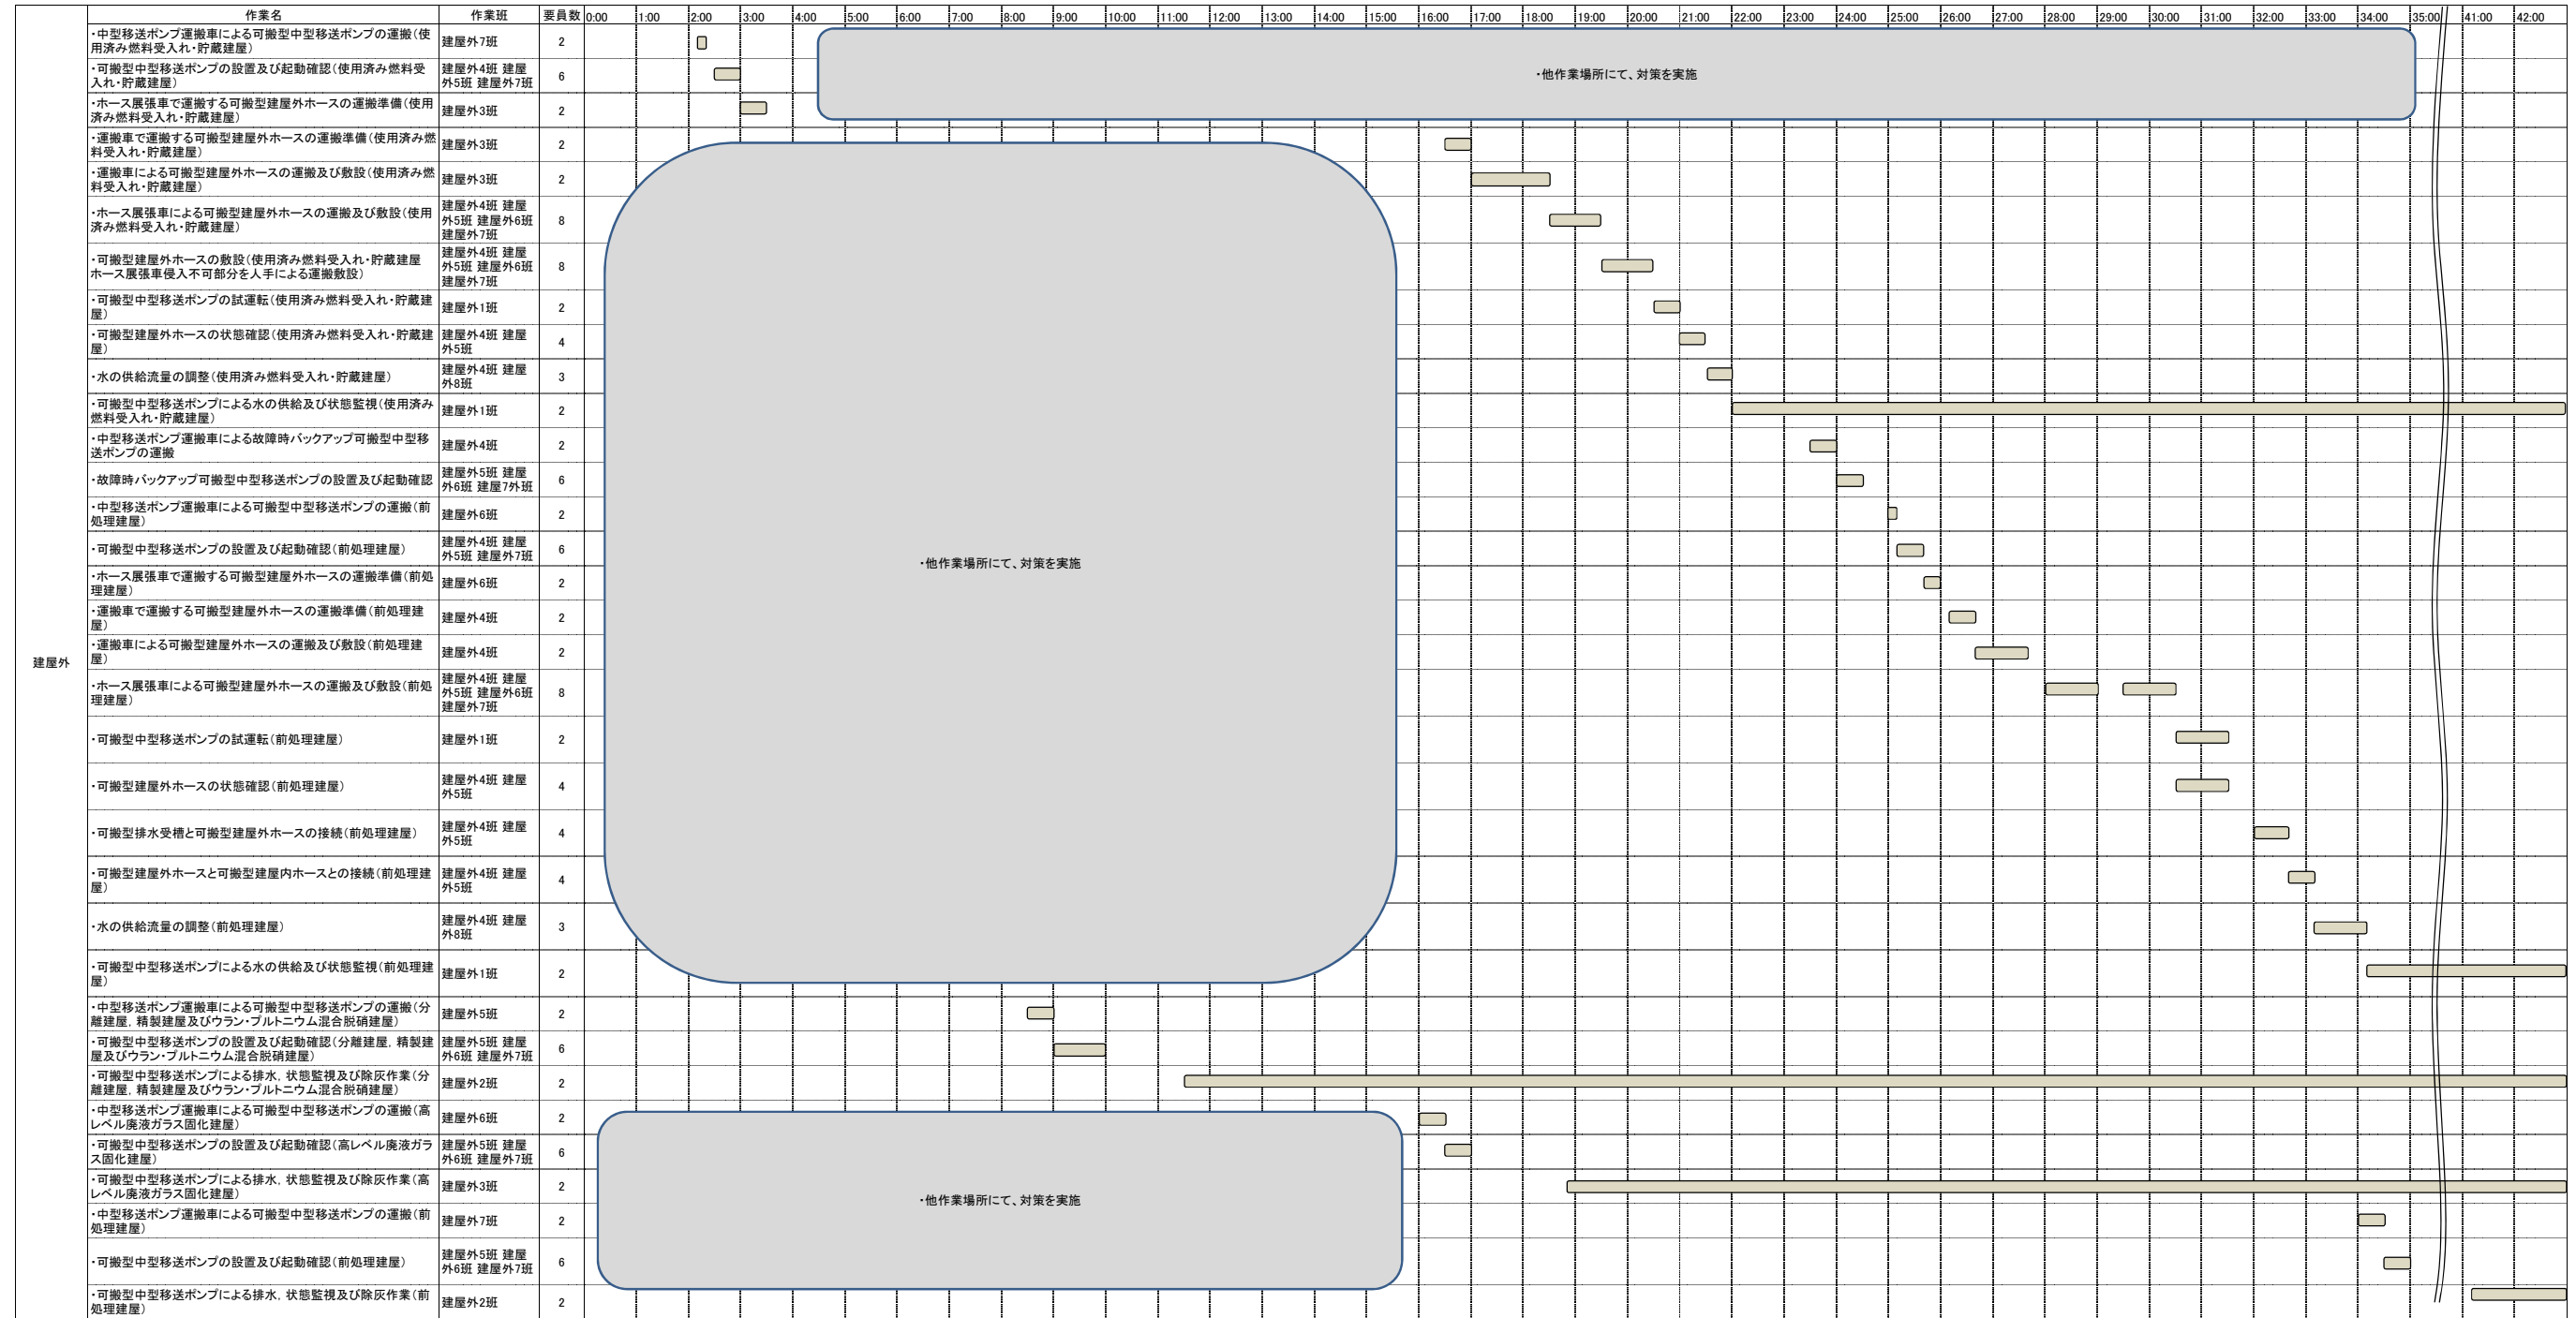 作業名 作業班 要員数 0:00 1:00 2:00 3:00 4:00 5:00 6:00 7:00 8:00 9:00 10:00 11:00 12:00 13:00 14:00 15:00 16:00 17:00 18:00 19:00 20:00 21:00 22:00 23:00 24:00 25:00 26:00 27:00 28:00 29:00 30:00 31:00 32:00 33:00 34:00 35:00 41:00 42:00
建屋外
・中型移送ポンプ運搬車による可搬型中型移送ポンプの運搬（使
用済み燃料受入れ・貯蔵建屋）
建屋外7班
2
・他作業場所にて、対策を実施
・可搬型中型移送ポンプの設置及び起動確認（使用済み燃料受
入れ・貯蔵建屋）
建屋外4班 建屋
外5班 建屋外7班
6
・ホース展張車で運搬する可搬型建屋外ホースの運搬準備（使用
済み燃料受入れ・貯蔵建屋）
建屋外3班
2
・運搬車で運搬する可搬型建屋外ホースの運搬準備（使用済み燃
料受入れ・貯蔵建屋）
建屋外3班
2
・運搬車による可搬型建屋外ホースの運搬及び敷設（使用済み燃
料受入れ・貯蔵建屋）
建屋外3班
2
・ホース展張車による可搬型建屋外ホースの運搬及び敷設（使用
済み燃料受入れ・貯蔵建屋）
建屋外4班 建屋
外5班 建屋外6班
建屋外7班
8
・可搬型建屋外ホースの敷設（使用済み燃料受入れ・貯蔵建屋
ホース展張車侵入不可部分を人手による運搬敷設）
建屋外4班 建屋
外5班 建屋外6班
建屋外7班
8
・可搬型中型移送ポンプの試運転（使用済み燃料受入れ・貯蔵建
屋）
建屋外1班
2
・可搬型建屋外ホースの状態確認（使用済み燃料受入れ・貯蔵建
屋）
建屋外4班 建屋
外5班
4
・水の供給流量の調整（使用済み燃料受入れ・貯蔵建屋）
建屋外4班 建屋
外8班
3
・可搬型中型移送ポンプによる水の供給及び状態監視（使用済み
燃料受入れ・貯蔵建屋）
建屋外1班
2
・中型移送ポンプ運搬車による故障時バックアップ可搬型中型移
送ポンプの運搬
建屋外4班
2
・故障時バックアップ可搬型中型移送ポンプの設置及び起動確認
建屋外5班 建屋
外6班 建屋7外班
6
・中型移送ポンプ運搬車による可搬型中型移送ポンプの運搬（前
処理建屋）
建屋外6班
2
・可搬型中型移送ポンプの設置及び起動確認（前処理建屋）
建屋外4班 建屋
外5班 建屋外7班
6
・他作業場所にて、対策を実施
・ホース展張車で運搬する可搬型建屋外ホースの運搬準備（前処
理建屋）
建屋外6班
2
・運搬車で運搬する可搬型建屋外ホースの運搬準備（前処理建
屋）
建屋外4班
2
・運搬車による可搬型建屋外ホースの運搬及び敷設（前処理建
屋）
建屋外4班
2
・ホース展張車による可搬型建屋外ホースの運搬及び敷設（前処
理建屋）
建屋外4班 建屋
外5班 建屋外6班
建屋外7班
8
・可搬型中型移送ポンプの試運転（前処理建屋）
建屋外1班
2
・可搬型建屋外ホースの状態確認（前処理建屋）
建屋外4班 建屋
外5班
4
・可搬型排水受槽と可搬型建屋外ホースの接続（前処理建屋）
建屋外4班 建屋
外5班
4
・可搬型建屋外ホースと可搬型建屋内ホースとの接続（前処理建
屋）
建屋外4班 建屋
外5班
4
・水の供給流量の調整（前処理建屋）
建屋外4班 建屋
外8班
3
・可搬型中型移送ポンプによる水の供給及び状態監視（前処理建
屋）
建屋外1班
2
・中型移送ポンプ運搬車による可搬型中型移送ポンプの運搬（分
離建屋，精製建屋及びウラン・プルトニウム混合脱硝建屋）
建屋外5班
2
・可搬型中型移送ポンプの設置及び起動確認（分離建屋，精製建
屋及びウラン・プルトニウム混合脱硝建屋）
建屋外5班 建屋
外6班 建屋外7班
6
・可搬型中型移送ポンプによる排水，状態監視及び除灰作業（分
離建屋，精製建屋及びウラン・プルトニウム混合脱硝建屋）
建屋外2班
2
・中型移送ポンプ運搬車による可搬型中型移送ポンプの運搬（高
レベル廃液ガラス固化建屋）
建屋外6班
2
・可搬型中型移送ポンプの設置及び起動確認（高レベル廃液ガラ
ス固化建屋）
建屋外5班 建屋
外6班 建屋外7班
6
・可搬型中型移送ポンプによる排水，状態監視及び除灰作業（高
レベル廃液ガラス固化建屋）
建屋外3班
2
・他作業場所にて、対策を実施
・中型移送ポンプ運搬車による可搬型中型移送ポンプの運搬（前
処理建屋）
建屋外7班
2
・可搬型中型移送ポンプの設置及び起動確認（前処理建屋）
建屋外5班 建屋
外6班 建屋外7班
6
・可搬型中型移送ポンプによる排水，状態監視及び除灰作業（前
処理建屋）
建屋外2班
2